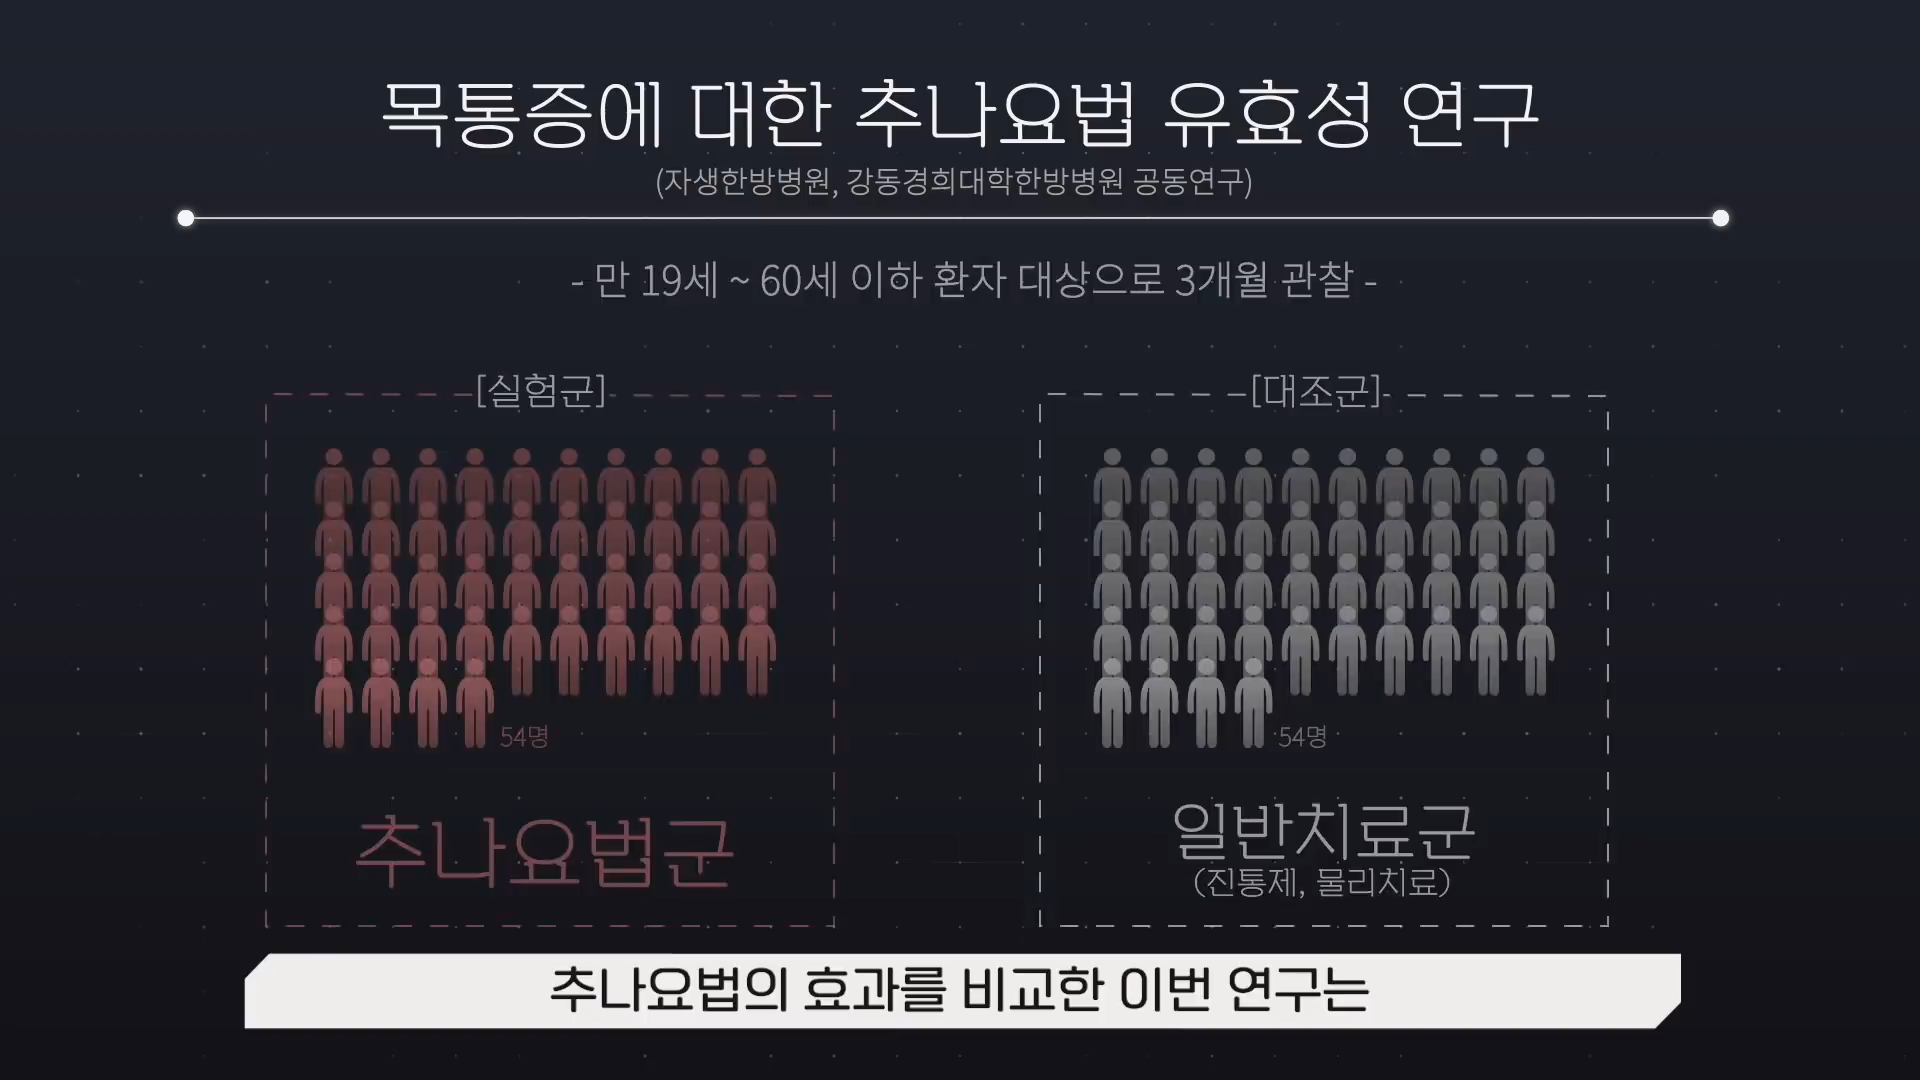 목통증에 대한 추나요법 유효성 연구
(자생한방병원, 강동경희대학한방병원 공동연구)
- 만 19세 ~ 60세 이하 환자 대상으로 3개월 관찰 -
[실험군]
54명
추나요법군
[대조군]
54명
일반치료군
(진통제, 물리치료)
추나요법의 효과를 비교한 이번 연구는